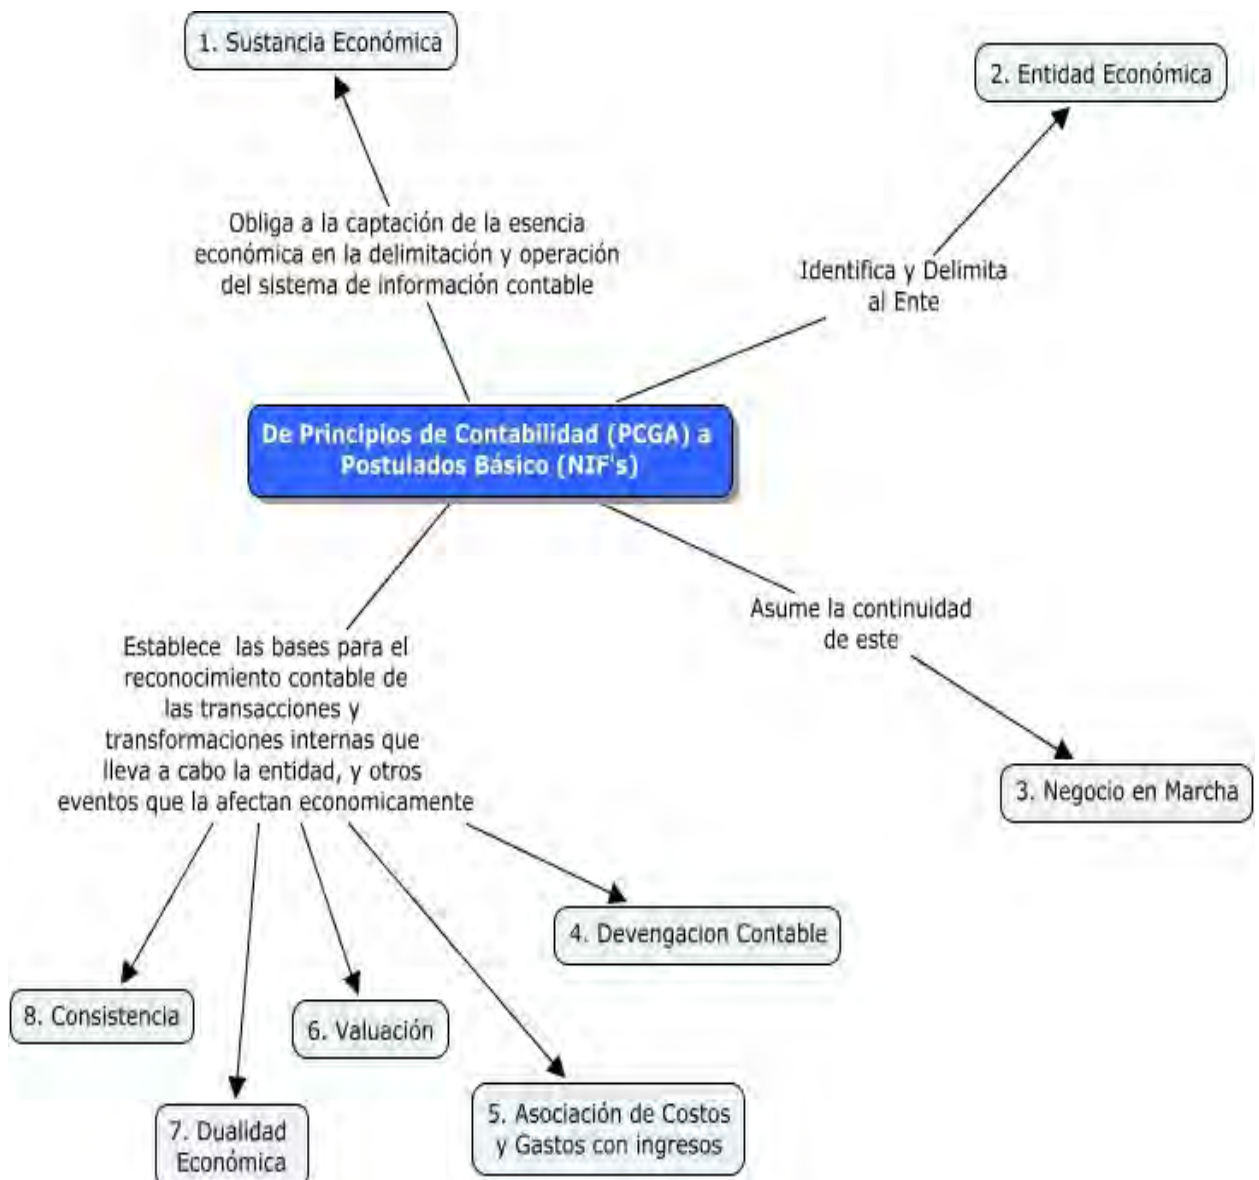 1. Sustancia Económica
2. Entidad Económica
Obliga a la captación de la esencia
económica en la delimitación y operación
del sistema de información contable
Identifica y Delimita
al Ente
De Principios de Contabilidad (PCGA) a
Postulados Básico (NIF's)
Asume la continuidad
de este
Establece las bases para el
reconocimiento contable de
las transacciones y
transformaciones internas que
lleva a cabo la entidad, y otros
eventos que la afectan economicamente
3. Negocio en Marcha
4. Devengacion Contable
8. Consistencia
6. Valuación
5. Asociación de Costos
y Gastos con ingresos
7. Dualidad
Económica